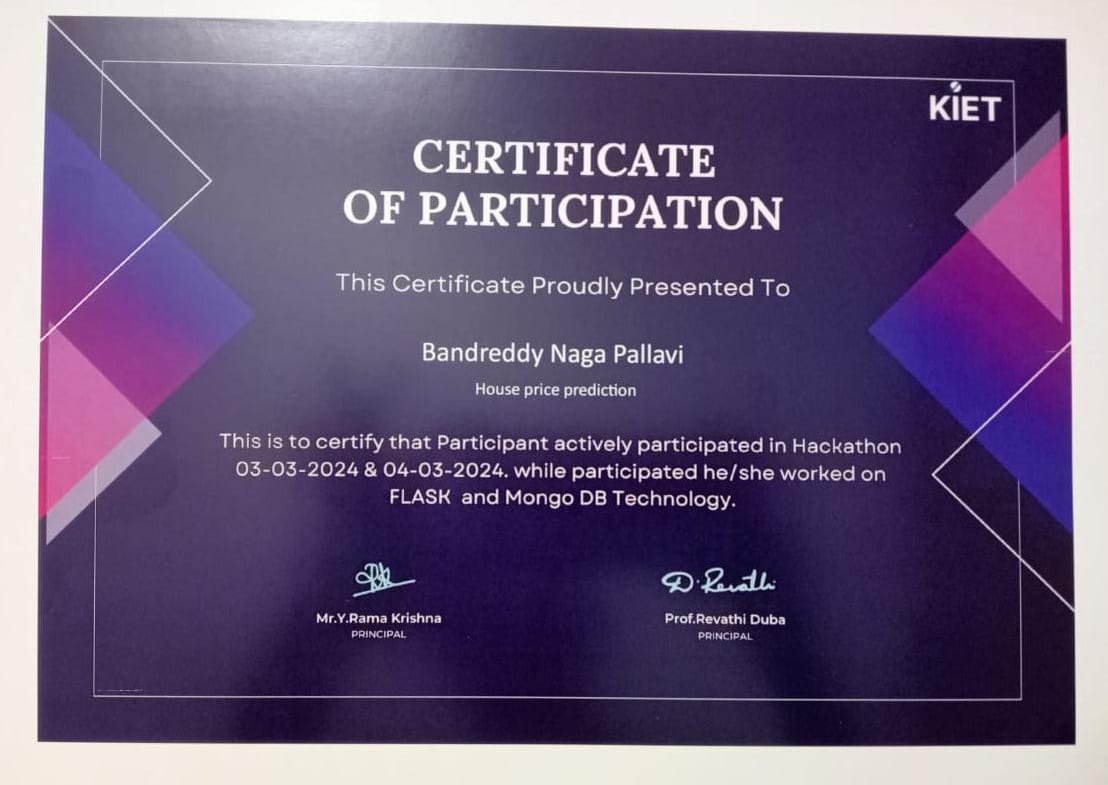 KIET
CERTIFICATE
OF PARTICIPATION
This Certificate Proudly Presented To
Bandreddy Naga Pallavi
House price prediction
This is to certify that Participant actively participated in Hackathon
03-03-2024 & 04-03-2024. while participated he/she worked on
FLASK and Mongo DB Technology.
D. Revathi
Mr.Y.Rama Krishna
PRINCIPAL
Prof.Revathi Duba
PRINCIPAL